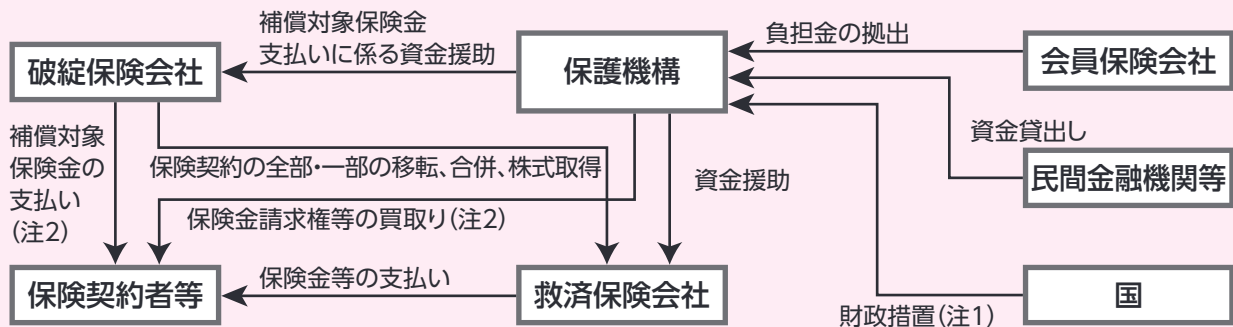 補償対象保険金
支払いに係る資金援助
負担金の拠出
破綻保険会社
保護機構
会員保険会社
補償対象
保険金の
支払い
(注2)
資金貸出し
保険契約の全部・一部の移転、合併、株式取得
資金援助
民間金融機関等
保険金請求権等の買取り(注2)
保険金等の支払い
保険契約者等
救済保険会社
国
財政措置(注1)